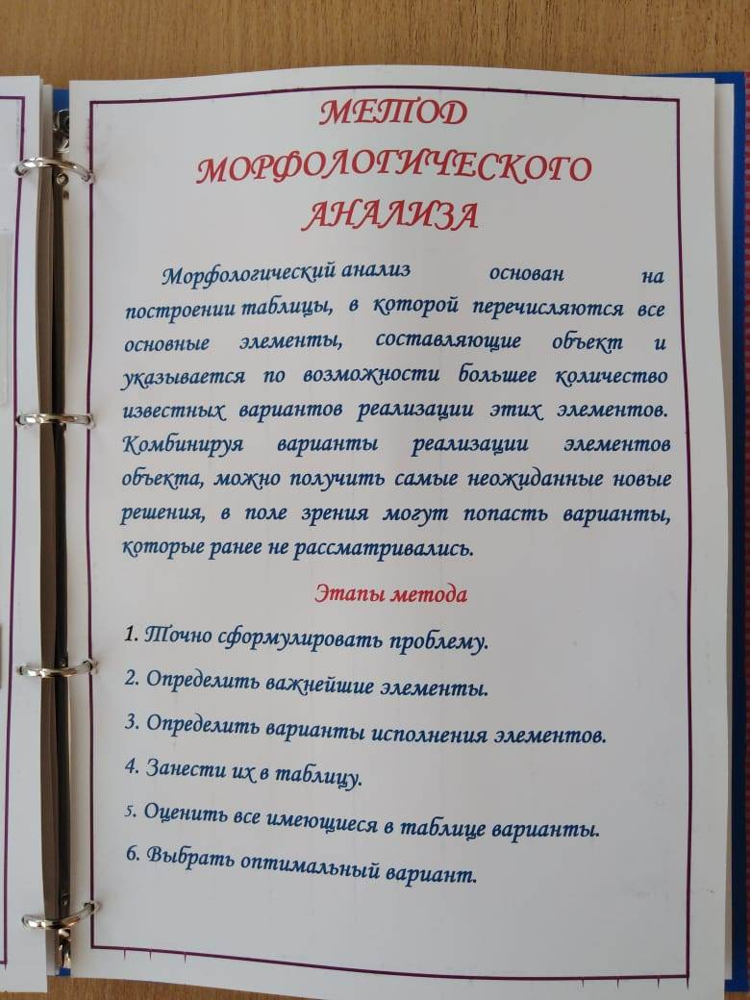 МЕТОД
МОРФОЛОГИЧЕСКОГО
АНАЛИЗА
Морфологический анализ основан на
построении таблицы, в которой перечисляются все
основные элементы, составляющие объект и
указывается по возможности большее количество
известных вариантов реализации этих элементов.
Комбинируя варианты реализации элементов
объекта, можно получить самые неожиданные новые
решения, в поле зрения могут попасть варианты,
которые ранее не рассматривались.
Этапы метода
1. Точно сформулировать проблему.
2. Определить важнейшие элементы.
3. Определить варианты исполнения элементов.
4. Занести их в таблицу.
5. Оценить все имеющиеся в таблице варианты.
6. Выбрать оптимальный вариант.